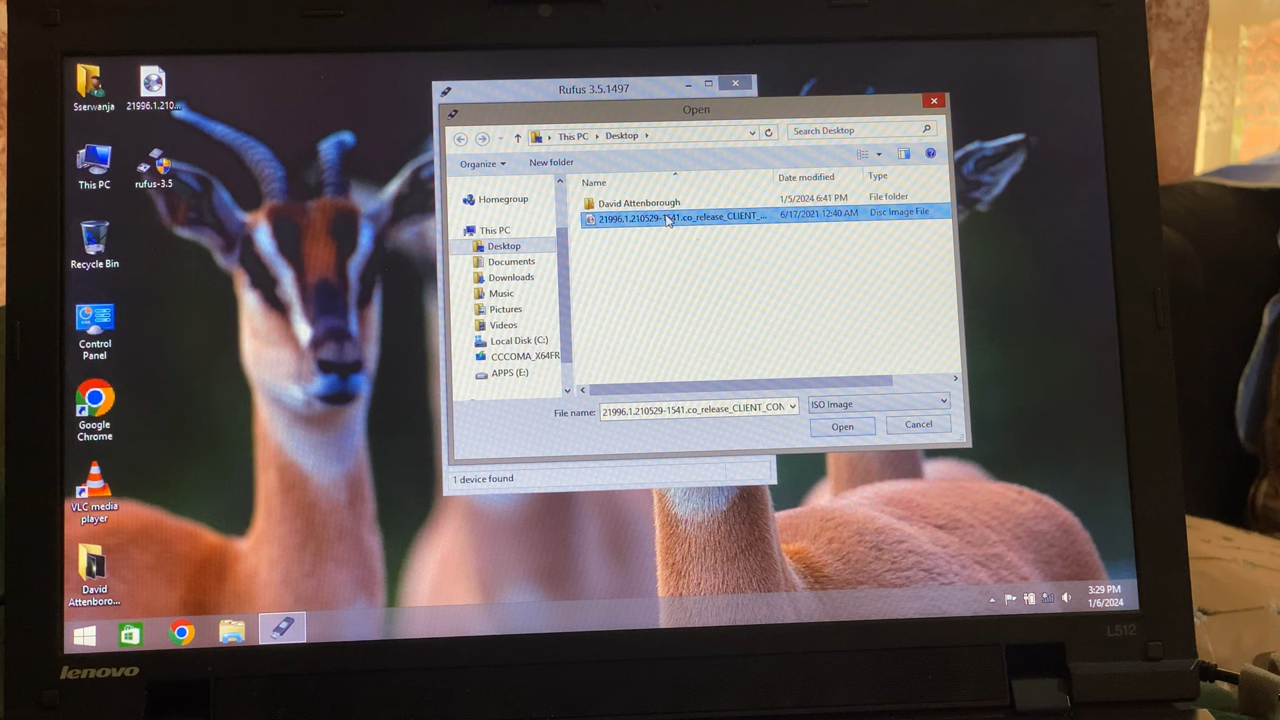 Sserwanja
21996.1.210...
This PC
rufus-3.5
Recycle Bin
Control
Panel
Google
Chrome
VLC media
player
David
Attenboro...
Rufus 3.5.1497
Open
This PC
Desktop
Search Desktop
Organize
New folder
Homegroup
This PC
Desktop
Documents
Downloads
Music
Pictures
Videos
Local Disk (C:)
CCCOMA_X64FR
APPS (E:)
Name
Date modified
Type
David Attenborough
1/5/2024 6:41 PM
File folder
21996.1.210529-1541.co_release_CLIENT_...
6/17/2021 12:40 AM
Disc Image File
File name:
21996.1.210529-1541.co_release_CLIENT_CON
ISO Image
Open
Cancel
1 device found
3:29 PM
1/6/2024
L512
lenovo